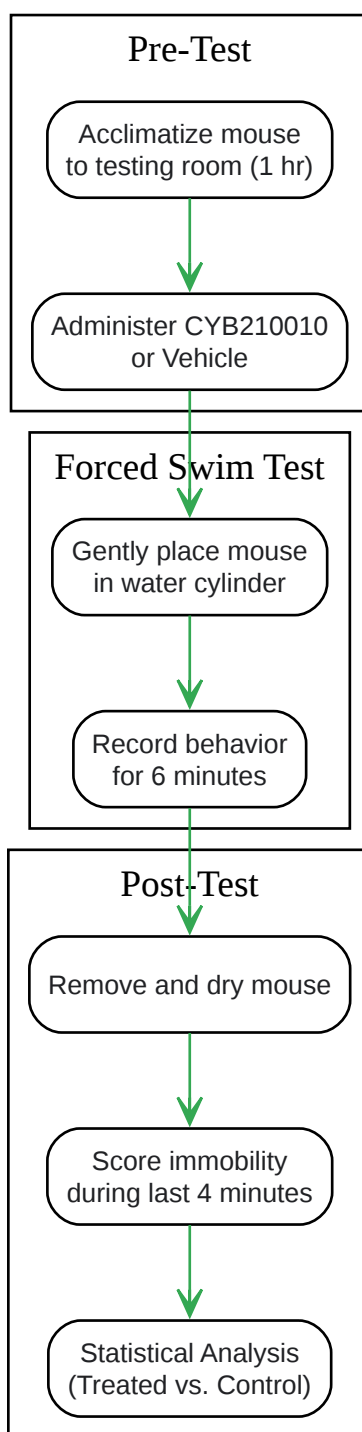 Pre-Test
Acclimatize mouse
to testing room (1 hr)
Administer CYB210010
or Vehicle
Forced Swim Test
Gently place mouse
in water cylinder
Record behavior
for 6 minutes
Post-Test
Remove and dry mouse
Score immobility
during last 4 minutes
Statistical Analysis
(Treated vs. Control)